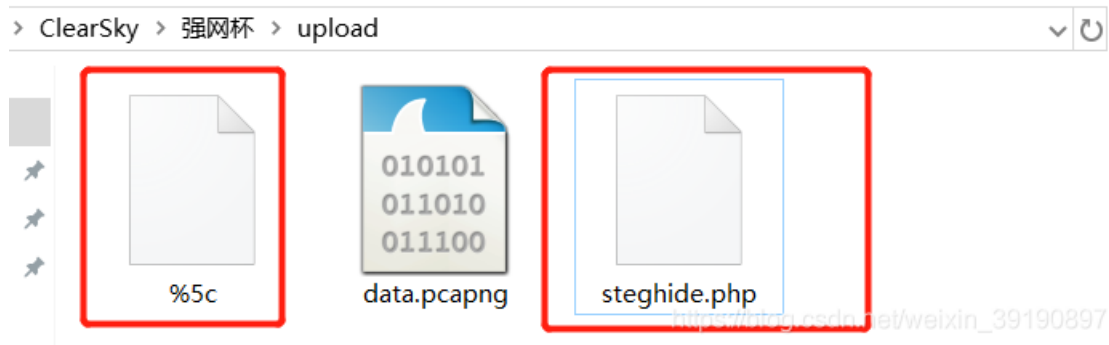 ClearSky > 强网杯 > upload
010101
011010
011100
%5c
data.pcapng
steghide.php
https://blog.csdn.net/weixin_39190897